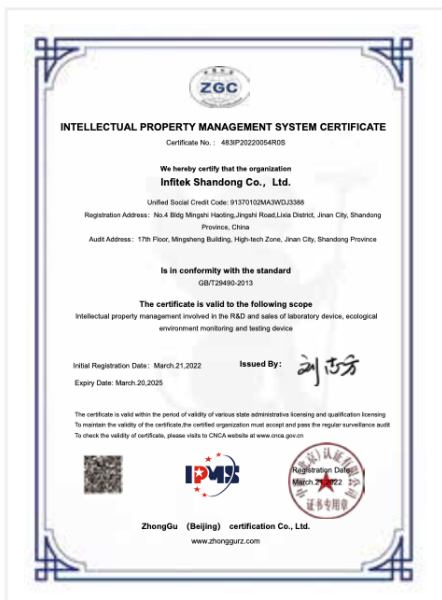 ZGC
INTELLECTUAL PROPERTY MANAGEMENT SYSTEM CERTIFICATE
Certificate No. : 483IP20220054R0S
We hereby certify that the organization
Infitek Shandong Co., Ltd.
Unified Social Credit Code: 91370102MA3WDJ3388
Registration Address: No.4 Bldg Mingshi Haoting,Jingshi Road,Lixia District, Jinan City, Shandong
Province, China
Audit Address: 17th Floor, Mingsheng Building, High-tech Zone, Jinan City, Shandong Province
Is in conformity with the standard
GB/T29490-2013
The certificate is valid to the following scope
Intellectual property management involved in the R&D and sales of laboratory device, ecological
environment monitoring and testing device
Initial Registration Date: March.21,2022
Issued By:
Expiry Date: March.20,2025
The certificate is valid within the period of validity of various state administrative licensing and qualification licensing
To maintain the validity of the certificate,the certified organization must accept and pass the regular surveillance audit
To check the validity of certificate, please visits to CNCA website at www.cnca.gov.cn
IPMS
Registration Date:
March.21,2022
证书专用章
ZhongGu (Beijing) certification Co., Ltd.
www.zhonggurz.com